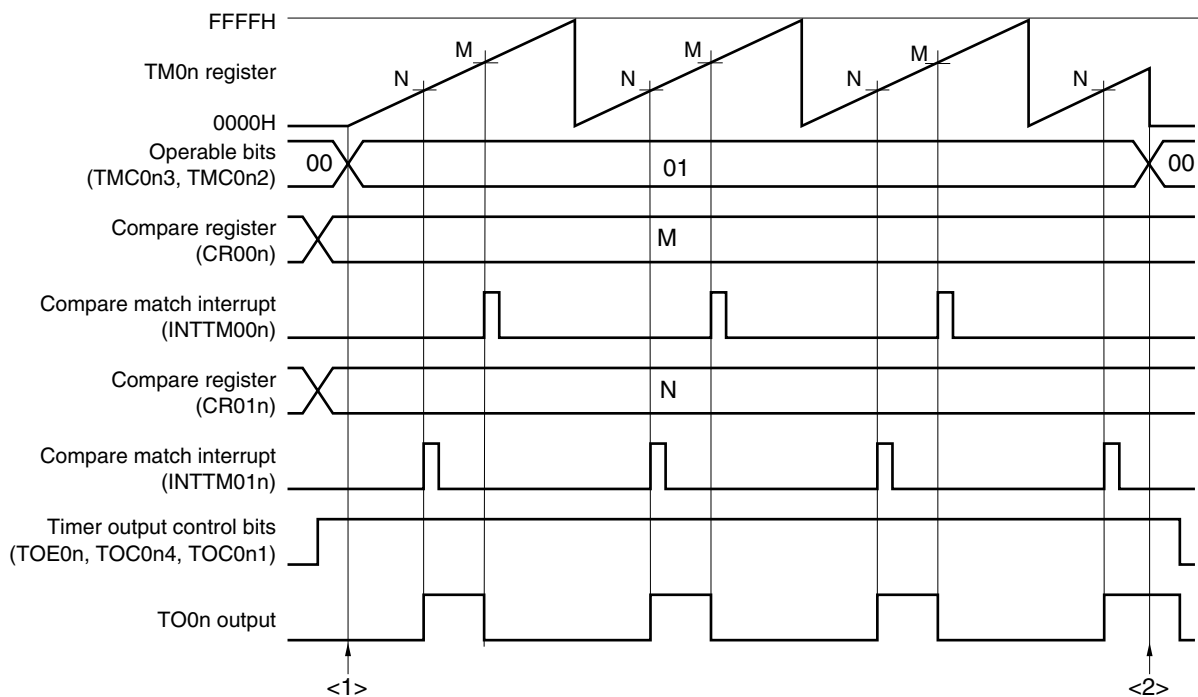 FFFFH
TM0n register
N M N M N M N
0000H
Operable bits
(TMC0n3, TMC0n2)
00 01 00
Compare register
(CR00n)
M
Compare match interrupt
(INTTM00n)
Compare register
(CR01n)
N
Compare match interrupt
(INTTM01n)
Timer output control bits
(TOE0n, TOC0n4, TOC0n1)
TO0n output
<1> <2>